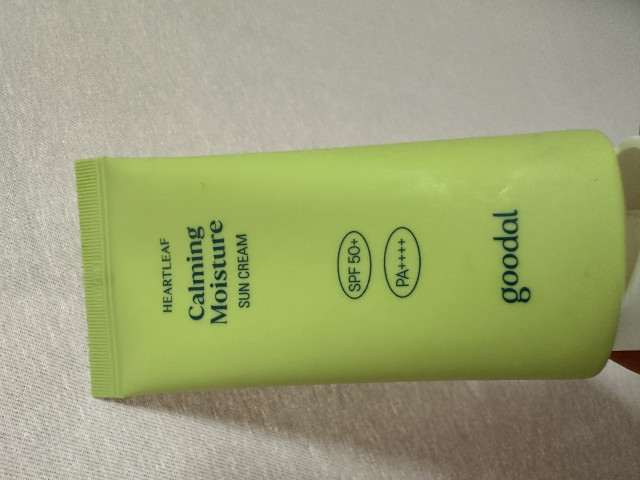 HEARTLEAF
Calming
Moisture
SUN CREAM
SPF 50+
PA++++
goodal